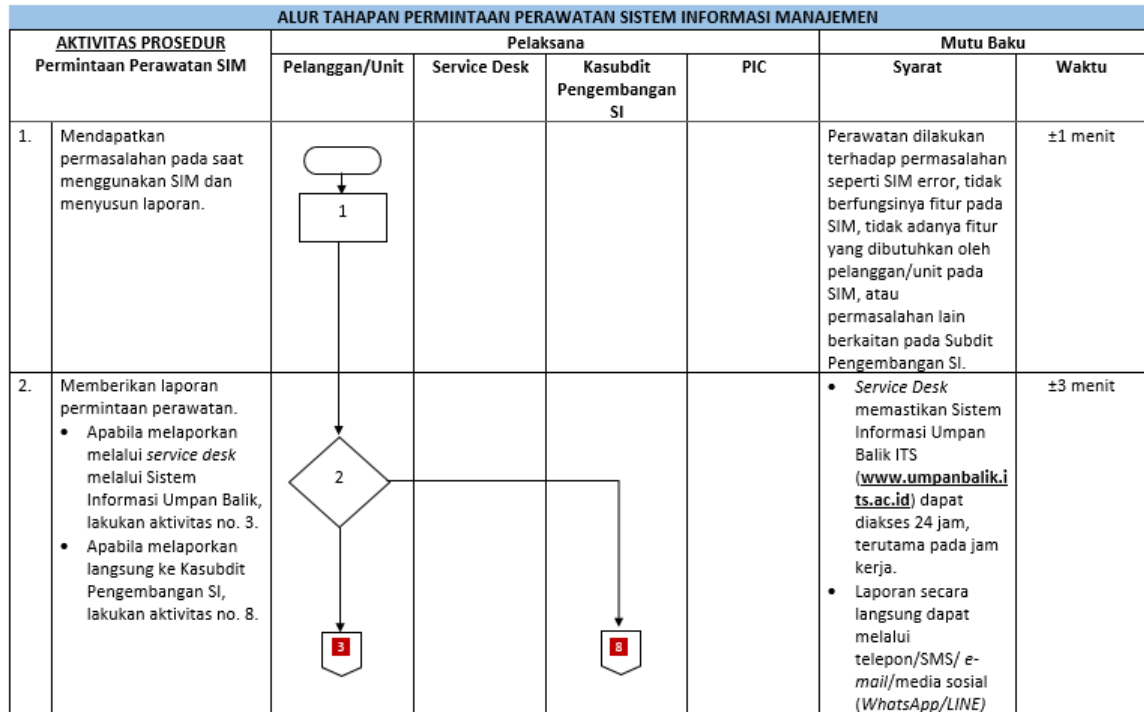 ALUR TAHAPAN PERMINTAAN PERAWATAN SISTEM INFORMASI MANAJEMEN
AKTIVITAS PROSEDUR
Permintaan Perawatan SIM
Pelaksana
Mutu Baku
Pelanggan/Unit
Service Desk
Kasubdit
Pengembangan
SI
PIC
Syarat
Waktu
1.
Mendapatkan
permasalahan pada saat
menggunakan SIM dan
menyusun laporan.
1
Perawatan dilakukan
terhadap permasalahan
seperti SIM error, tidak
berfungsinya fitur pada
SIM, tidak adanya fitur
yang dibutuhkan oleh
pelanggan/unit pada
SIM, atau
permasalahan lain
berkaitan pada Subdit
Pengembangan SI.
±1 menit
2.
Memberikan laporan
permintaan perawatan.
• Apabila melaporkan
melalui service desk
melalui Sistem
Informasi Umpan Balik,
lakukan aktivitas no. 3.
• Apabila melaporkan
langsung ke Kasubdit
Pengembangan SI,
lakukan aktivitas no. 8.
2
3
8
• Service Desk
memastikan Sistem
Informasi Umpan
Balik ITS
(www.umpanbalik.i
ts.ac.id) dapat
diakses 24 jam,
terutama pada jam
kerja.
• Laporan secara
langsung dapat
melalui
telepon/SMS/ e-
mail/media sosial
(WhatsApp/LINE)
±3 menit